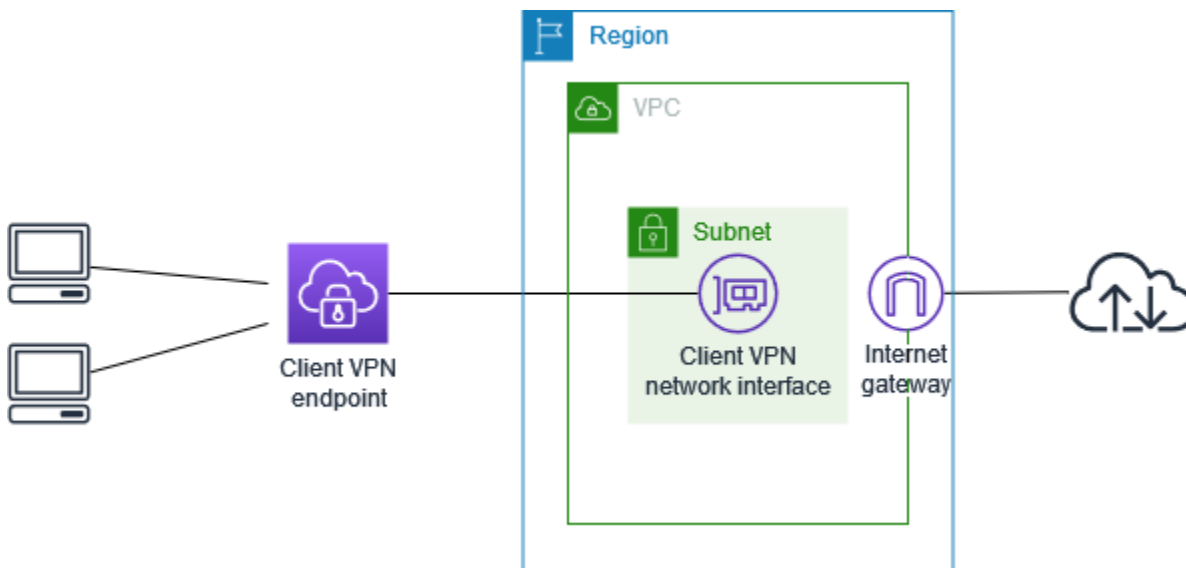 Region
VPC
Subnet
Client VPN
endpoint
Client VPN
network interface
Internet
gateway